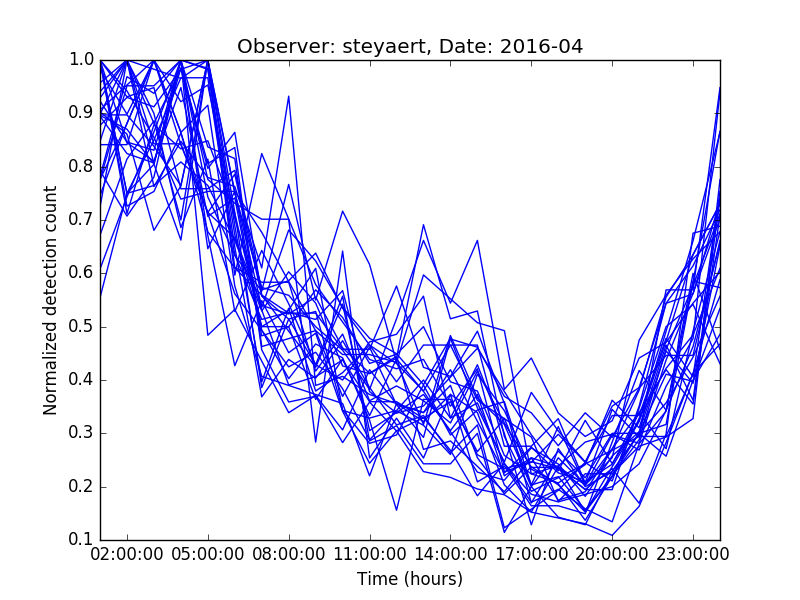 Observer: steyaert, Date: 2016-04
Normalized detection count
1.0
0.9
0.8
0.7
0.6
0.5
0.4
0.3
0.2
0.1
02:00:00 05:00:00 08:00:00 11:00:00 14:00:00 17:00:00 20:00:00 23:00:00
Time (hours)